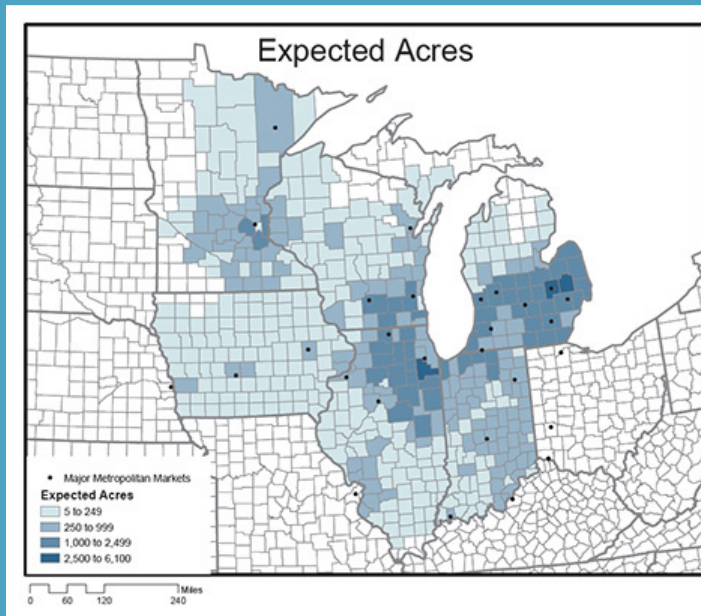 Expected Acres
Major Metropolitan Markets
Expected Acres
5 to 249
250 to 999
1,000 to 2,499
2,500 to 6,100
Miles
0 30 60 120 240